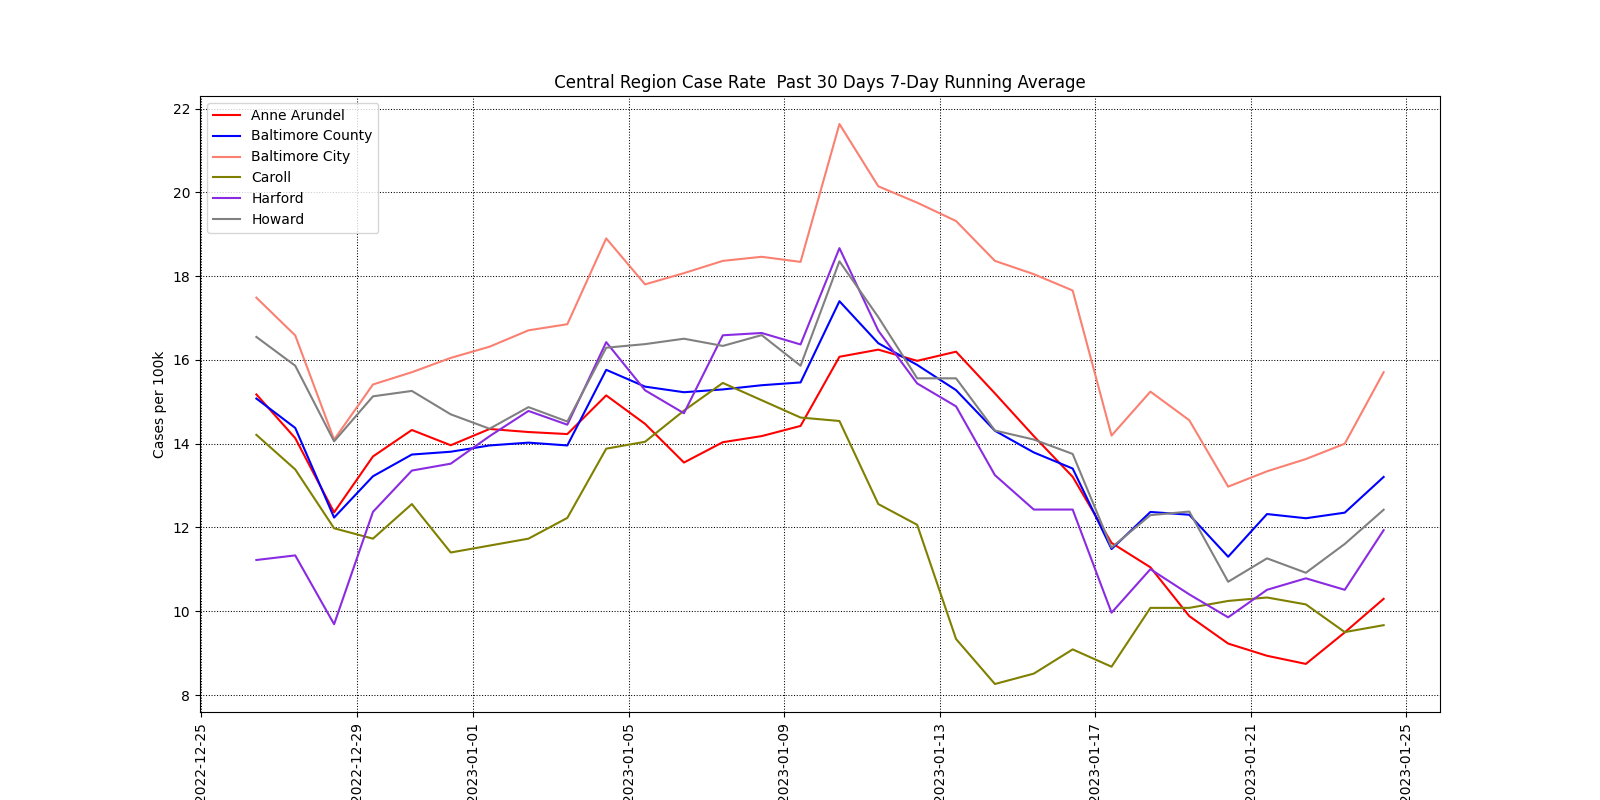 Central Region Case Rate  Past 30 Days 7-Day Running Average
Cases per 100k
22
20
18
16
14
12
10
8
Anne Arundel
Baltimore County
Baltimore City
Caroll
Harford
Howard
2022-12-25
2022-12-29
2023-01-01
2023-01-05
2023-01-09
2023-01-13
2023-01-17
2023-01-21
2023-01-25